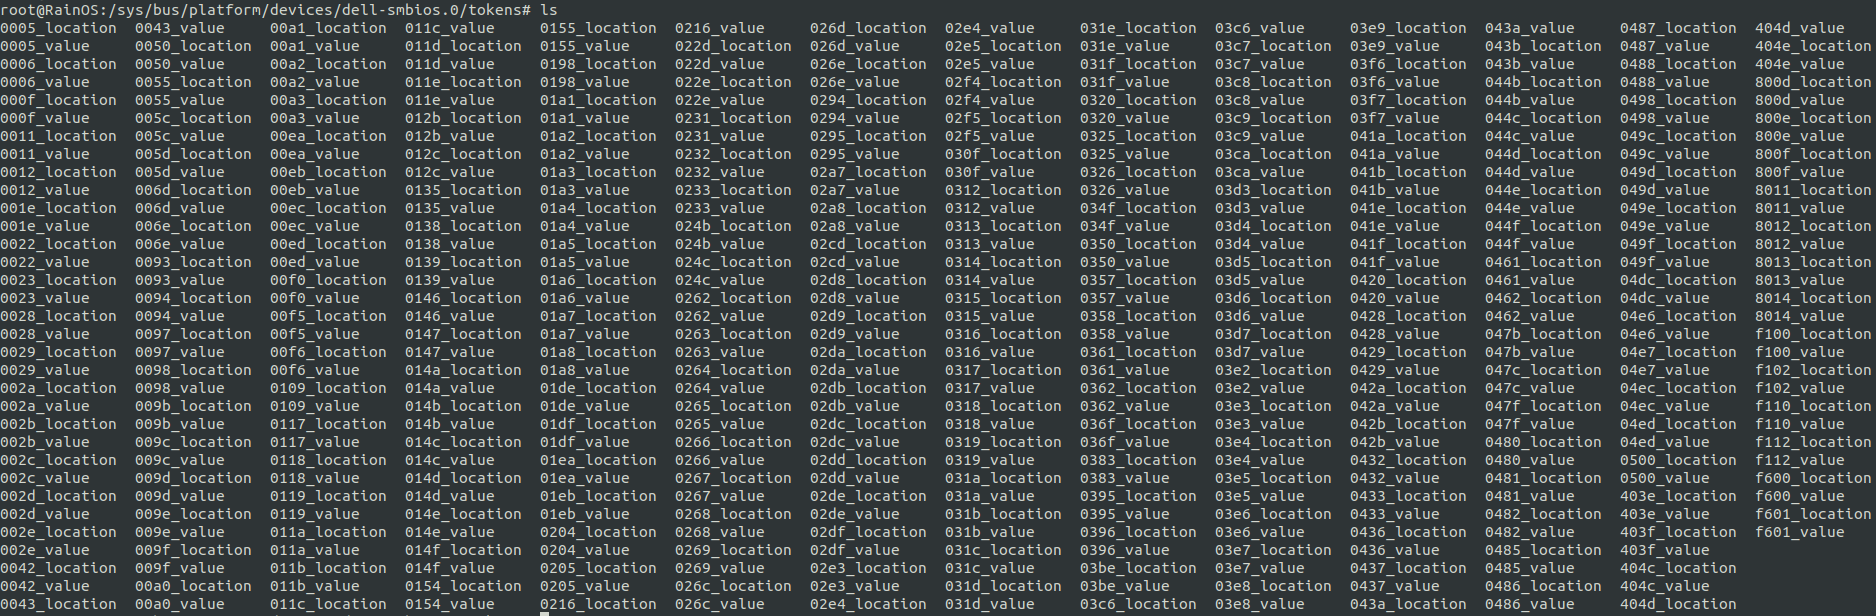 root@RainOS:/sys/bus/platform/devices/dell-smbios.0/tokens# ls
0005_location 0043_value 00a1_location 011c_value 0155_location 0216_value 026d_location 02e4_value 031e_location 03c6_value 03e9_location 043a_value 0487_location 404d_value
0005_value 0050_location 00a1_value 011d_location 0155_value 022d_location 026d_value 02e5_location 031e_value 03c7_location 03e9_value 043b_location 0487_value 404e_location
0006_location 0050_value 00a2_location 011d_value 0198_location 022d_value 026e_location 02e5_value 031f_location 03c7_value 03f6_location 043b_value 0488_location 404e_value
0006_value 0055_location 00a2_value 011e_location 0198_value 022e_location 026e_value 02f4_location 031f_value 03c8_location 03f6_value 044b_location 0488_value 800d_location
000f_location 0055_value 00a3_location 011e_value 01a1_location 022e_value 0294_location 02f4_value 0320_location 03c8_value 03f7_location 044b_value 0498_location 800d_value
000f_value 005c_location 00a3_value 012b_location 01a1_value 0231_location 0294_value 02f5_location 0320_value 03c9_location 03f7_value 044c_location 0498_value 800e_location
0011_location 005c_value 00ea_location 012b_value 01a2_location 0231_value 0295_location 02f5_value 0325_location 03c9_value 041a_location 044c_value 049c_location 800e_value
0011_value 005d_location 00ea_value 012c_location 01a2_value 0232_location 0295_value 030f_location 0325_value 03ca_location 041a_value 044d_location 049c_value 800f_location
0012_location 005d_value 00eb_location 012c_value 01a3_location 0232_value 02a7_location 030f_value 0326_location 03ca_value 041b_location 044d_value 049d_location 800f_value
0012_value 006d_location 00eb_value 0135_location 01a3_value 0233_location 02a7_value 0312_location 0326_value 03d3_location 041b_value 044e_location 049d_value 8011_location
001e_location 006d_value 00ec_location 0135_value 01a4_location 0233_value 02a8_location 0312_value 034f_location 03d3_value 041e_location 044e_value 049e_location 8011_value
001e_value 006e_location 00ec_value 0138_location 01a4_value 024b_location 02a8_value 0313_location 034f_value 03d4_location 041e_value 044f_location 049e_value 8012_location
0022_location 006e_value 00ed_location 0138_value 01a5_location 024b_value 02cd_location 0313_value 0350_location 03d4_value 041f_location 044f_value 049f_location 8012_value
0022_value 0093_location 00ed_value 0139_location 01a5_value 024c_location 02cd_value 0314_location 0350_value 03d5_location 041f_value 0461_location 049f_value 8013_location
0023_location 0093_value 00f0_location 0139_value 01a6_location 024c_value 02d8_location 0314_value 0357_location 03d5_value 0420_location 0461_value 04dc_location 8013_value
0023_value 0094_location 00f0_value 0146_location 01a6_value 0262_location 02d8_value 0315_location 0357_value 03d6_location 0420_value 0462_location 04dc_value 8014_location
0028_location 0094_value 00f5_location 0146_value 01a7_location 0262_value 02d9_location 0315_value 0358_location 03d6_value 0428_location 0462_value 04e6_location 8014_value
0028_value 0097_location 00f5_value 0147_location 01a7_value 0263_location 02d9_value 0316_location 0358_value 03d7_location 0428_value 047b_location 04e6_value f100_location
0029_location 0097_value 00f6_location 0147_value 01a8_location 0263_value 02da_location 0316_value 0361_location 03d7_value 0429_location 047b_value 04e7_location f100_value
0029_value 0098_location 00f6_value 014a_location 01a8_value 0264_location 02da_value 0317_location 0361_value 03e2_location 0429_value 047c_location 04e7_value f102_location
002a_location 0098_value 0109_location 014a_value 01de_location 0264_value 02db_location 0317_value 0362_location 03e2_value 042a_location 047c_value 04ec_location f102_value
002a_value 009b_location 0109_value 014b_location 01de_value 0265_location 02db_value 0318_location 0362_value 03e3_location 042a_value 047f_location 04ec_value f110_location
002b_location 009b_value 0117_location 014b_value 01df_location 0265_value 02dc_location 0318_value 036f_location 03e3_value 042b_location 047f_value 04ed_location f110_value
002b_value 009c_location 0117_value 014c_location 01df_value 0266_location 02dc_value 0319_location 036f_value 03e4_location 042b_value 0480_location 04ed_value f112_location
002c_location 009c_value 0118_location 014c_value 01ea_location 0266_value 02dd_location 0319_value 0383_location 03e4_value 0432_location 0480_value 0500_location f112_value
002c_value 009d_location 0118_value 014d_location 01ea_value 0267_location 02dd_value 031a_location 0383_value 03e5_location 0432_value 0481_location 0500_value f600_location
002d_location 009d_value 0119_location 014d_value 01eb_location 0267_value 02de_location 031a_value 0395_location 03e5_value 0433_location 0481_value 403e_location f600_value
002d_value 009e_location 0119_value 014e_location 01eb_value 0268_location 02de_value 031b_location 0395_value 03e6_location 0433_value 0482_location 403e_value f601_location
002e_location 009e_value 011a_location 014e_value 0204_location 0268_value 02df_location 031b_value 0396_location 03e6_value 0436_location 0482_value 403f_location f601_value
002e_value 009f_location 011a_value 014f_location 0204_value 0269_location 02df_value 031c_location 0396_value 03e7_location 0436_value 0485_location 403f_value
0042_location 009f_value 011b_location 014f_value 0205_location 0269_value 02e3_location 031c_value 03be_location 03e7_value 0437_location 0485_value 404c_location
0042_value 00a0_location 011b_value 0154_location 0205_value 026c_location 02e3_value 031d_location 03be_value 03e8_location 0437_value 0486_location 404c_value
0043_location 00a0_value 011c_location 0154_value 0216_location 026c_value 02e4_location 031d_value 03c6_location 03e8_value 043a_location 0486_value 404d_location